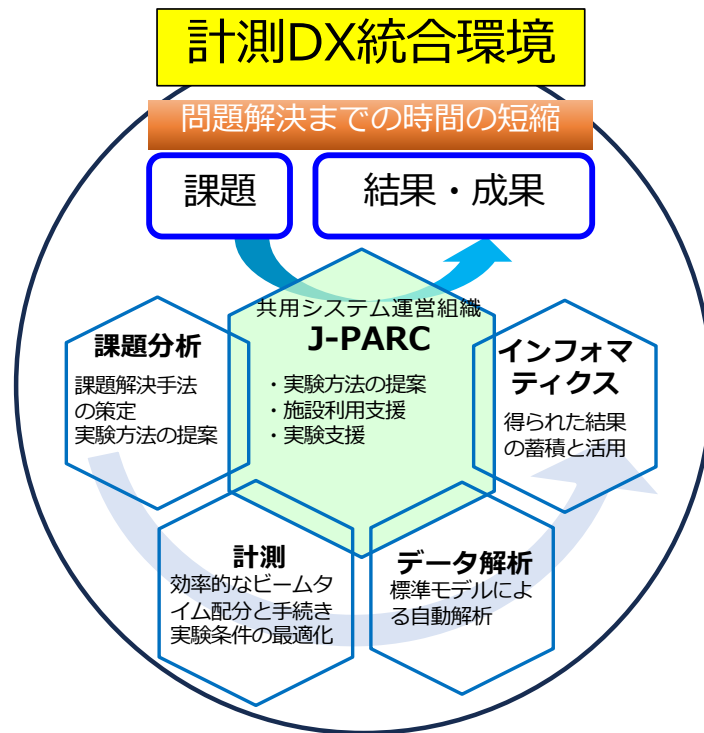 計測DX統合環境
問題解決までの時間の短縮
課題
結果・成果
共用システム運営組織
J-PARC
・実験方法の提案
・施設利用支援
・実験支援
課題分析
課題解決手法
の策定
実験方法の提案
インフォマ
ティクス
得られた結果
の蓄積と活用
計測
効率的なビームタ
イム配分と手続き
実験条件の最適化
データ解析
標準モデルによ
る自動解析